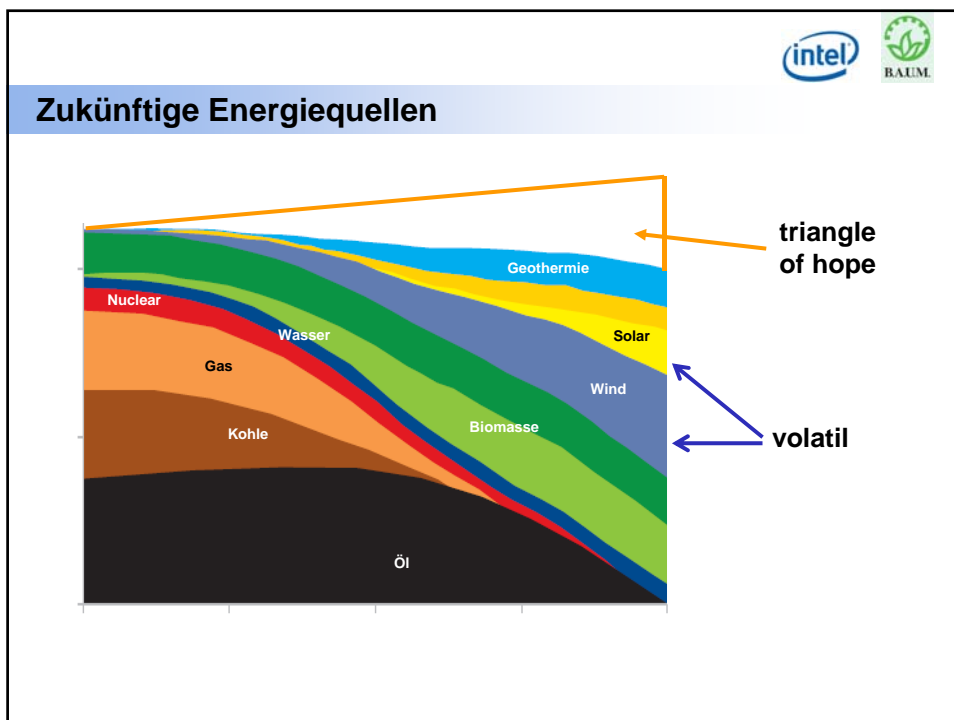 intel
B.A.U.M.
Zukünftige Energiequellen
triangle
of hope
Geothermie
Nuclear
Wasser
Solar
Gas
Wind
Biomasse
Kohle
volatil
Öl